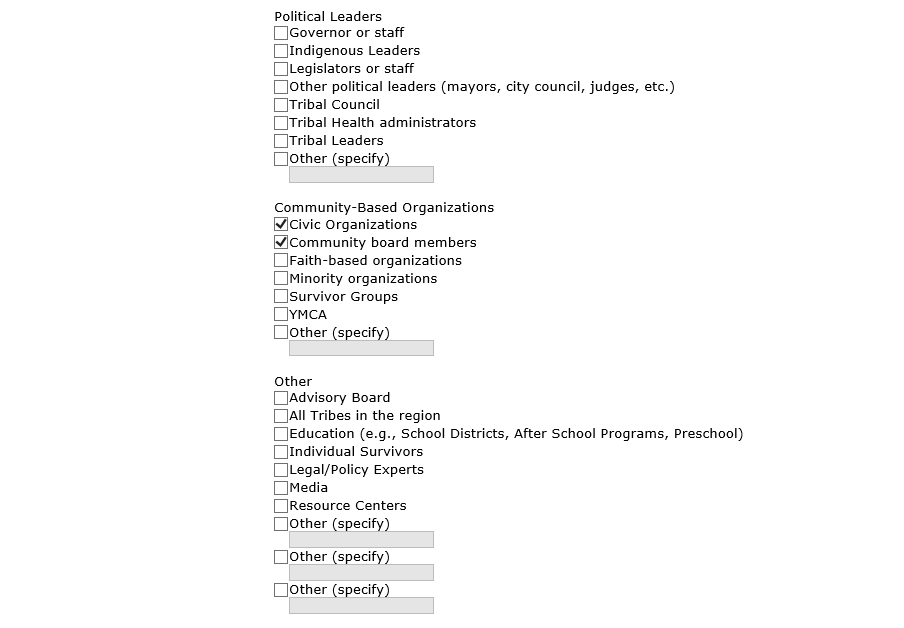 Political Leaders
Governor or staff
Indigenous Leaders
Legislators or staff
Other political leaders (mayors, city council, judges, etc.)
Tribal Council
Tribal Health administrators
Tribal Leaders
Other (specify)
Community-Based Organizations
Civic Organizations
Community board members
Faith-based organizations
Minority organizations
Survivor Groups
YMCA
Other (specify)
Other
Advisory Board
All Tribes in the region
Education (e.g., School Districts, After School Programs, Preschool)
Individual Survivors
Legal/Policy Experts
Media
Resource Centers
Other (specify)
Other (specify)
Other (specify)